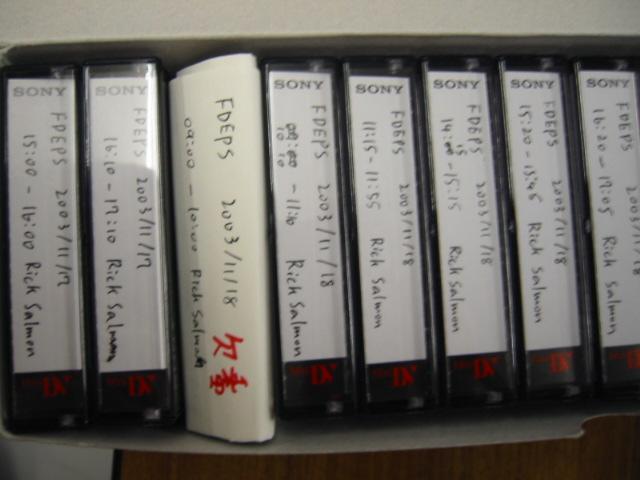 SONY
FDEPS 2003/11/17
15:00 - 16:00 Rick Salmon
SONY
FDEPS 2003/11/17
16:10 - 17:10 Rick Salmon
FDEPS 2003/11/18 欠番
09:00 - 10:00 Rick Salmon
SONY
FDEPS 2003/11/18
10:10 - 11:10 Rick Salmon
SONY
FDEPS 2003/11/18
11:15 - 11:55 Rick Salmon
SONY
FDEPS 2003/11/18
14:15 - 15:15 Rick Salmon
SONY
FDEPS 2003/11/18
15:20 - 15:45 Rick Salmon
SONY
FDEPS 2003/11
16:20 - 17:05 Rick Salmon